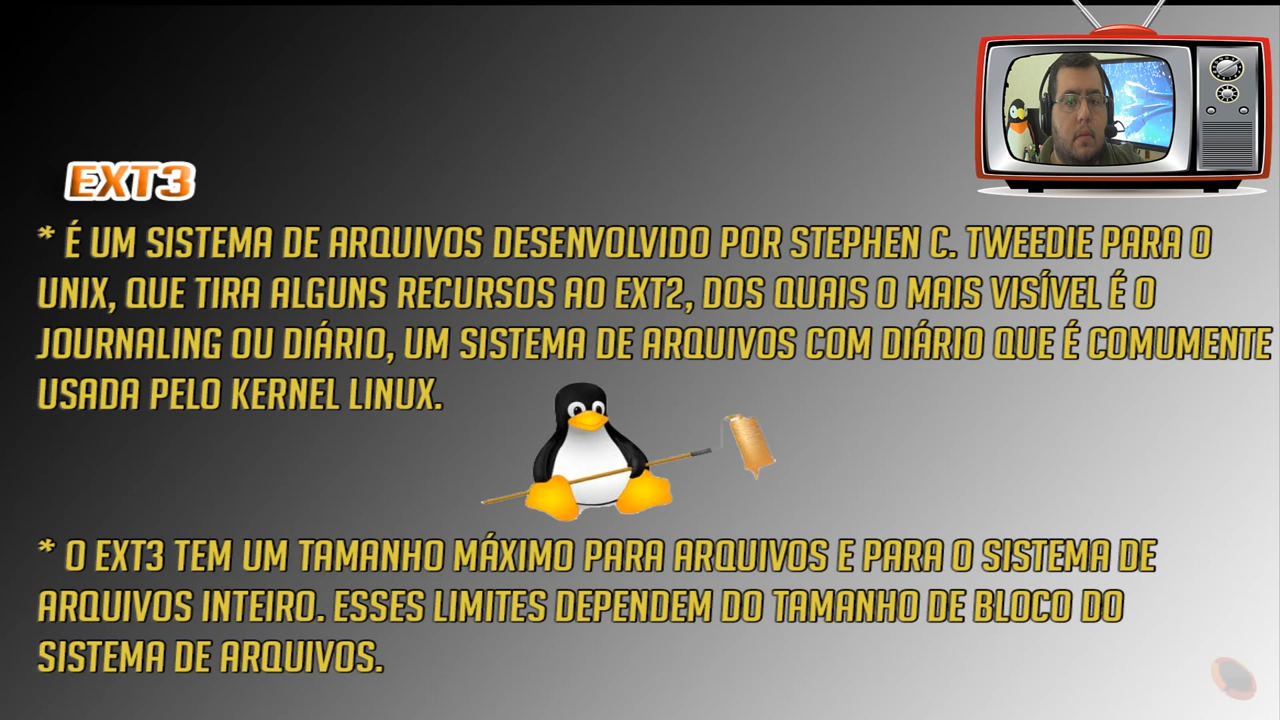 EXT3
* É UM SISTEMA DE ARQUIVOS DESENVOLVIDO POR STEPHEN C. TWEEDIE PARA O
UNIX, QUE TIRA ALGUNS RECURSOS AO EXT2, DOS QUAIS O MAIS VISÍVEL É O
JOURNALING OU DIÁRIO, UM SISTEMA DE ARQUIVOS COM DIÁRIO QUE É COMUMENTE
USADA PELO KERNEL LINUX.
* O EXT3 TEM UM TAMANHO MÁXIMO PARA ARQUIVOS E PARA O SISTEMA DE
ARQUIVOS INTEIRO. ESSES LIMITES DEPENDEM DO TAMANHO DE BLOCO DO
SISTEMA DE ARQUIVOS.